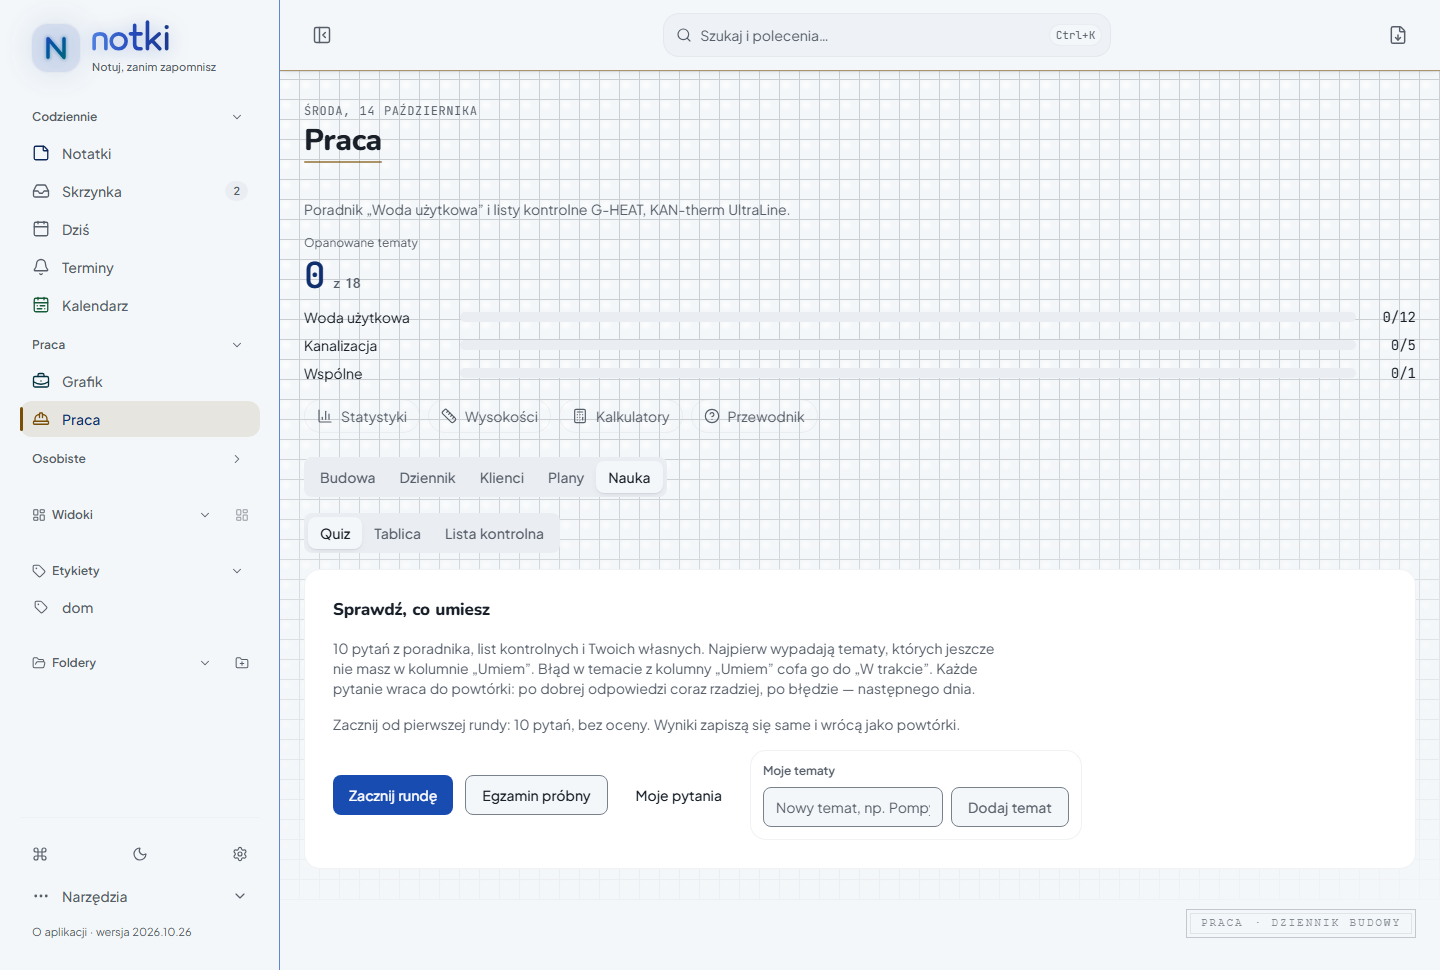 N
notki
Notuj, zanim zapomnisz
Codziennie
Notatki
Skrzynka 2
Dziś
Terminy
Kalendarz
Praca
Grafik
Praca
Osobiste
Widoki
Etykiety
dom
Foldery
Narzędzia
O aplikacji · wersja 2026.10.26
Szukaj i polecenia... Ctrl+K
ŚRODA, 14 PAŹDZIERNIKA
Praca
Poradnik „Woda użytkowa” i listy kontrolne G-HEAT, KAN-therm UltraLine.
Opanowane tematy
0 z 18
Woda użytkowa 0/12
Kanalizacja 0/5
Wspólne 0/1
Statystyki Wysokości Kalkulatory Przewodnik
Budowa Dziennik Klienci Plany Nauka
Quiz Tablica Lista kontrolna
Sprawdź, co umiesz
10 pytań z poradnika, list kontrolnych i Twoich własnych. Najpierw wypadają tematy, których jeszcze
nie masz w kolumnie „Umiem”. Błąd w temacie z kolumny „Umiem” cofa go do „W trakcie”. Każde
pytanie wraca do powtórki: po dobrej odpowiedzi coraz rzadziej, po błędzie — następnego dnia.
Zacznij od pierwszej rundy: 10 pytań, bez oceny. Wyniki zapiszą się same i wrócą jako powtórki.
Moje tematy
Zacznij rundę Egzamin próbny Moje pytania Nowy temat, np. Pompy Dodaj temat
PRACA · DZIENNIK BUDOWY